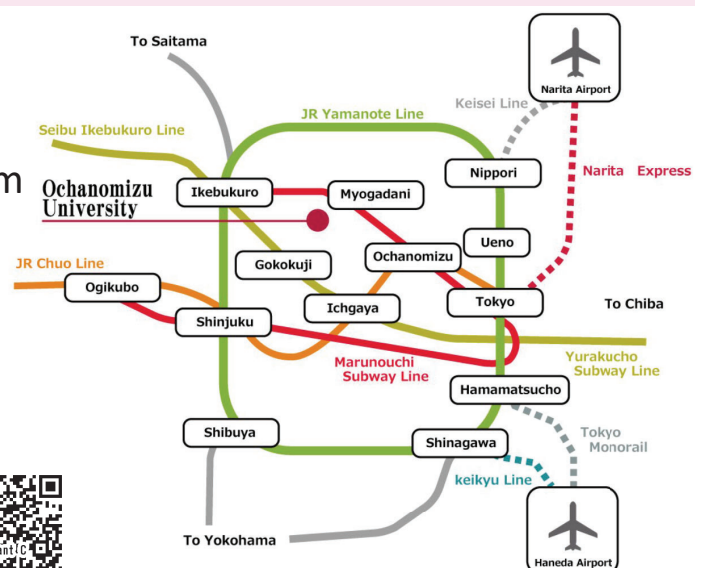 To Saitama
Narita Airport
Keisei Line
JR Yamanote Line
Seibu Ikebukuro Line
Nippori
Narita Express
m
Ochanomizu
University
Ikebukuro
Myogadani
Ueno
Ochanomizu
Gokokuji
JR Chuo Line
Ogikubo
Ichgaya
Tokyo
To Chiba
Shinjuku
Marunouchi
Subway Line
Yurakucho
Subway Line
Hamamatsucho
Shibuya
Shinagawa
Tokyo
Monorail
keikyu Line
To Yokohama
Haneda Airport